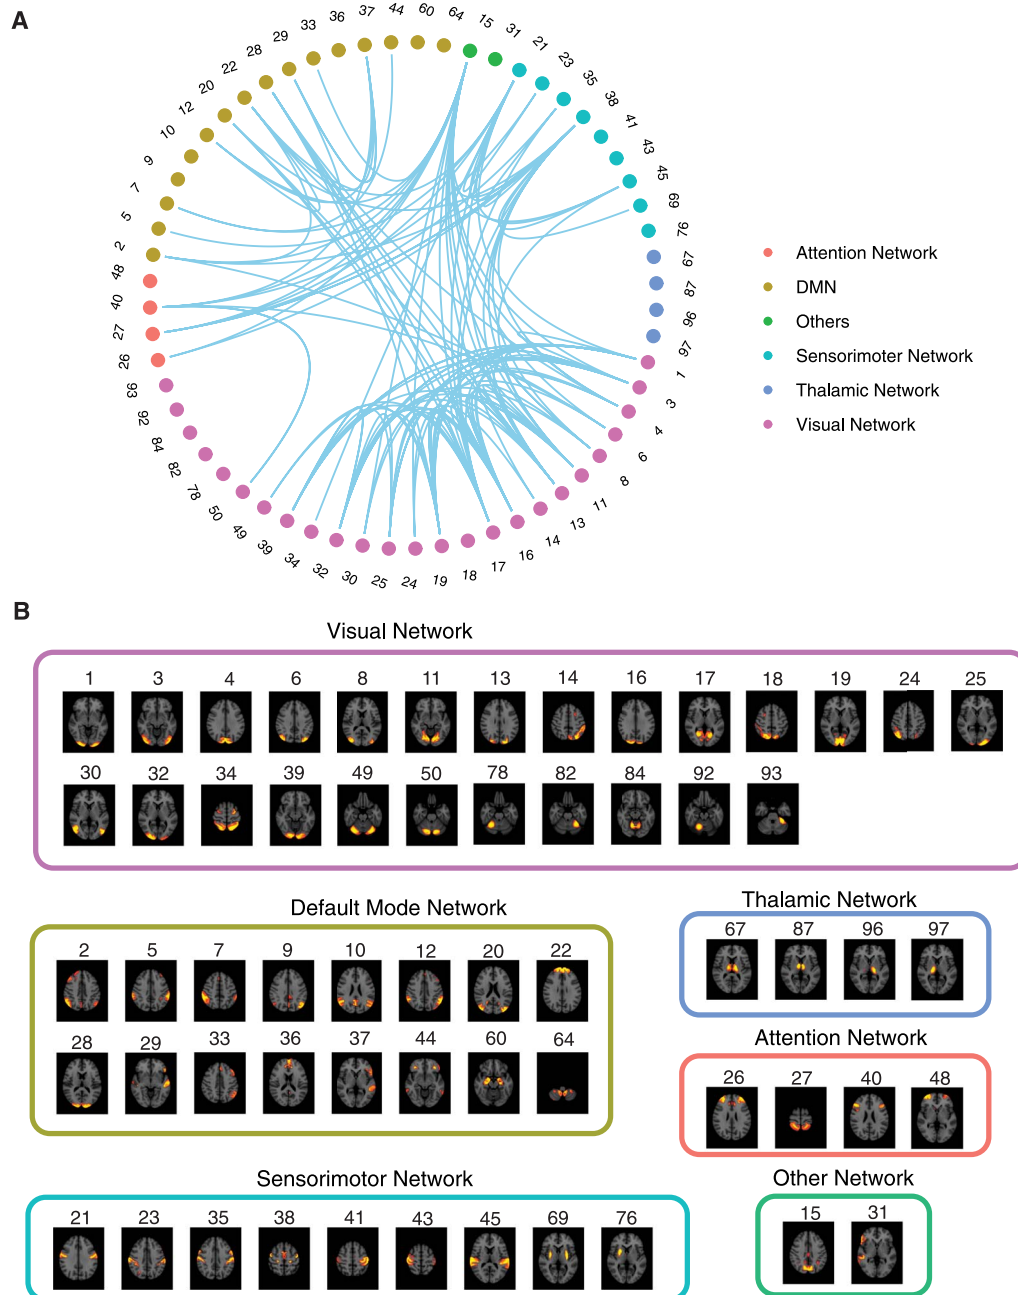 A
44
60
64
15
31
21
23
35
38
41
43
45
69
76
67
87
96
97
1
3
4
6
8
11
13
14
16
17
18
19
24
25
30
32
34
39
49
50
78
82
84
92
93
26
27
40
48
2
5
7
9
10
12
20
22
28
29
33
36
37
Attention Network
DMN
Others
Sensorimoter Network
Thalamic Network
Visual Network
B
Visual Network
1 3 4 6 8 11 13 14 16 17 18 19 24 25
30 32 34 39 49 50 78 82 84 92 93
Default Mode Network
2 5 7 9 10 12 20 22
28 29 33 36 37 44 60 64
Thalamic Network
67 87 96 97
Attention Network
26 27 40 48
Sensorimotor Network
21 23 35 38 41 43 45 69 76
Other Network
15 31